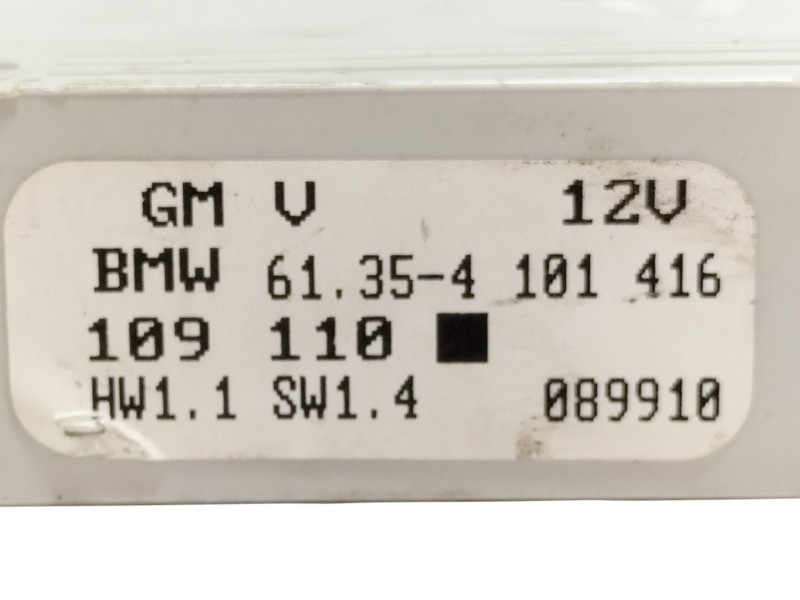 GM V 12V
BMW 61.35-4 101 416
109 110 ■
HW1.1 SW1.4 089910